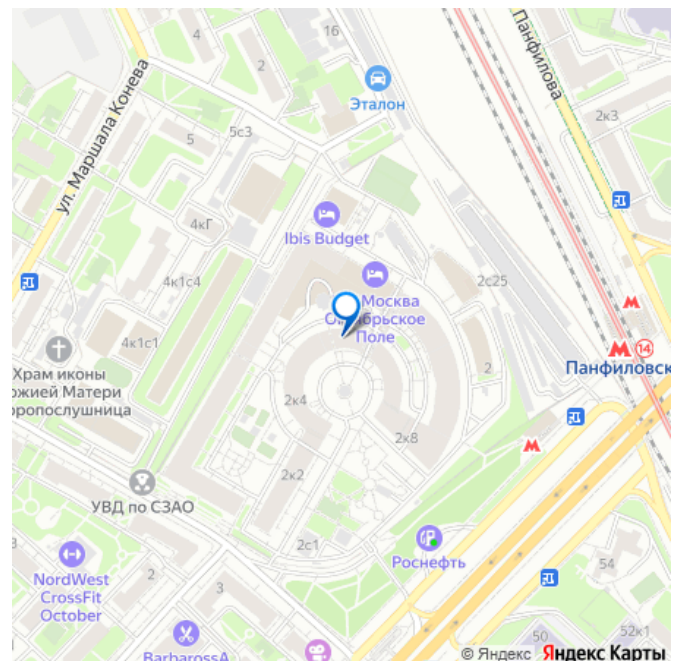 16
4
2
Эталон
Панфилова
2к3
5с3
5
ул. Маршала Конева
4кГ
Ibis Budget
4к1с4
2с25
Москва
Октябрьское
Поле
4к1с1
2
14
Панфиловск
Храм иконы
ожией Матери
оропослушница
2к4
2к8
2к2
УВД по СЗАО
2с1
Роснефть
54
NordWest
CrossFit
October
2
3
50
52к1
BarbarossA
© Яндекс Яндекс Карты